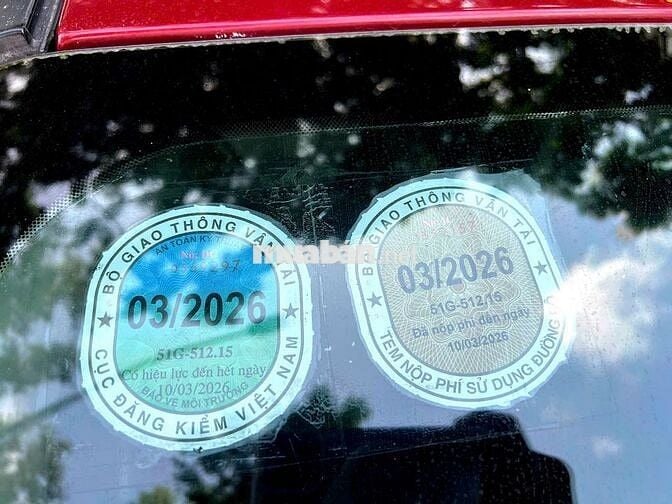 BỘ GIAO THÔNG VẬN TẢI
AN TOÀN KỸ
03/2026
51G-512.15
Có hiệu lực đến hết ngày
10/03/2026
BẢO VỆ MÔI TRƯỜNG
CỤC ĐĂNG KIỂM VIỆT NAM
muaban.net
BỘ GIAO THÔNG VẬN TẢI
03/2026
51G-512.15
Đã nộp phí đến ngày
10/03/2026
TEM NỘP PHÍ SỬ DỤNG ĐƯỜNG BỘ